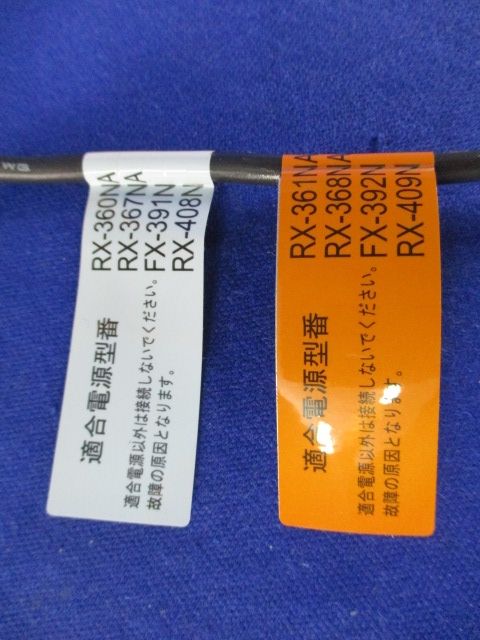 適合電源型番
RX-360NA
RX-367NA
FX-391N
RX-408N
適合電源以外は接続しないでください。
故障の原因となります。
適合電源型番
RX-361NA
RX-368NA
FX-392N
RX-409N
適合電源以外は接続しないでください。
故障の原因となります。